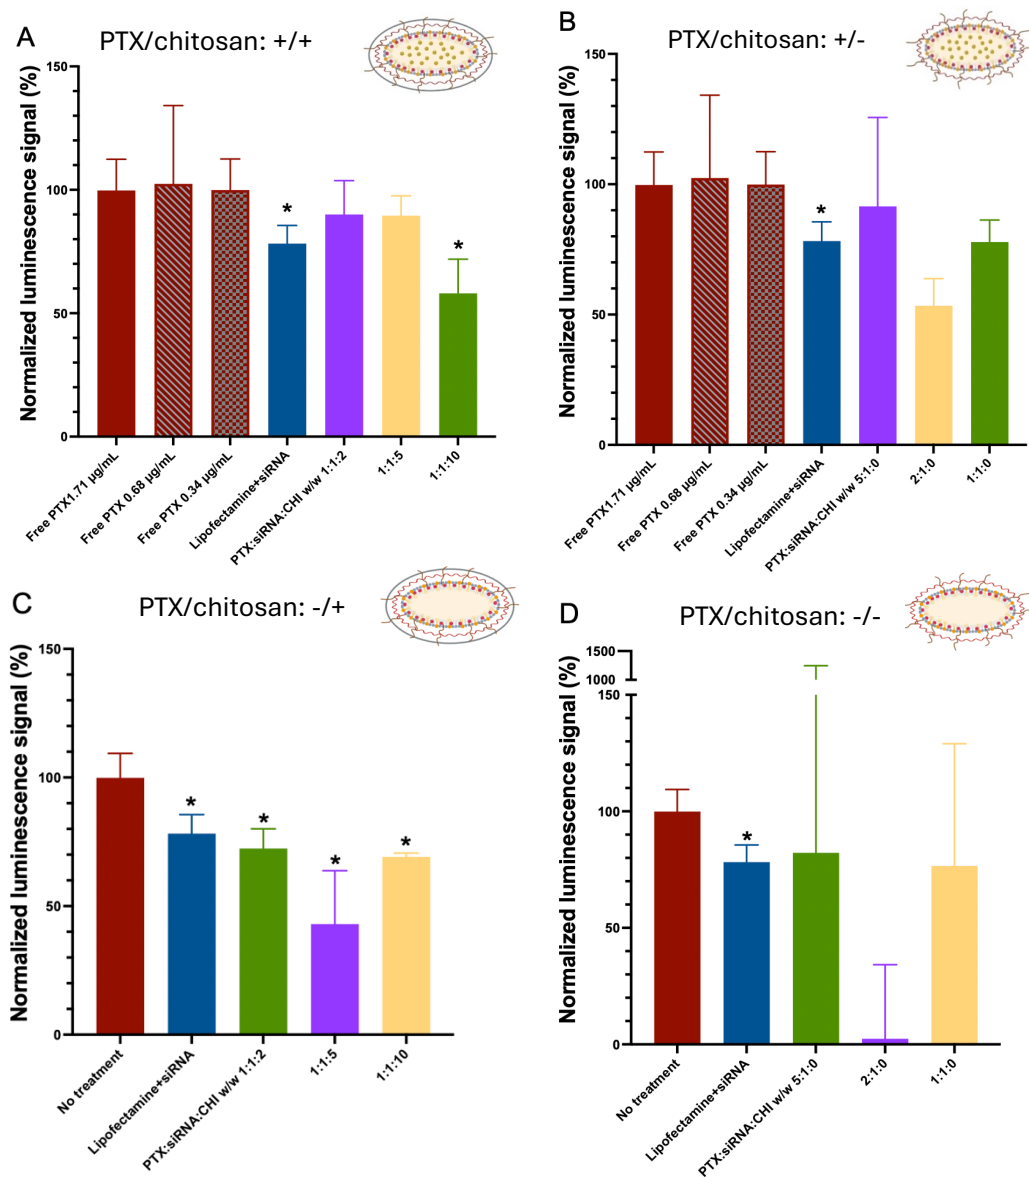 A
PTX/chitosan: +/+
Normalized luminescence signal (%)
150
100
50
0
Free PTX1.71 µg/mL
Free PTX 0.68 µg/mL
Free PTX 0.34 µg/mL
Lipofectamine+siRNA
PTX:siRNA:CHI w/w 1:1:2
1:1:5
1:1:10
*
*
B
PTX/chitosan: +/-
Normalized luminescence signal (%)
150
100
50
0
Free PTX1.71 µg/mL
Free PTX 0.68 µg/mL
Free PTX 0.34 µg/mL
Lipofectamine+siRNA
PTX:siRNA:CHI w/w 5:1:0
2:1:0
1:1:0
*
C
PTX/chitosan: -/+
Normalized luminescence signal (%)
150
100
50
0
No treatment
Lipofectamine+siRNA
PTX:siRNA:CHI w/w 1:1:2
1:1:5
1:1:10
*
*
*
*
D
PTX/chitosan: -/-
Normalized luminescence signal (%)
1500
1000
150
100
50
0
No treatment
Lipofectamine+siRNA
PTX:siRNA:CHI w/w 5:1:0
2:1:0
1:1:0
*